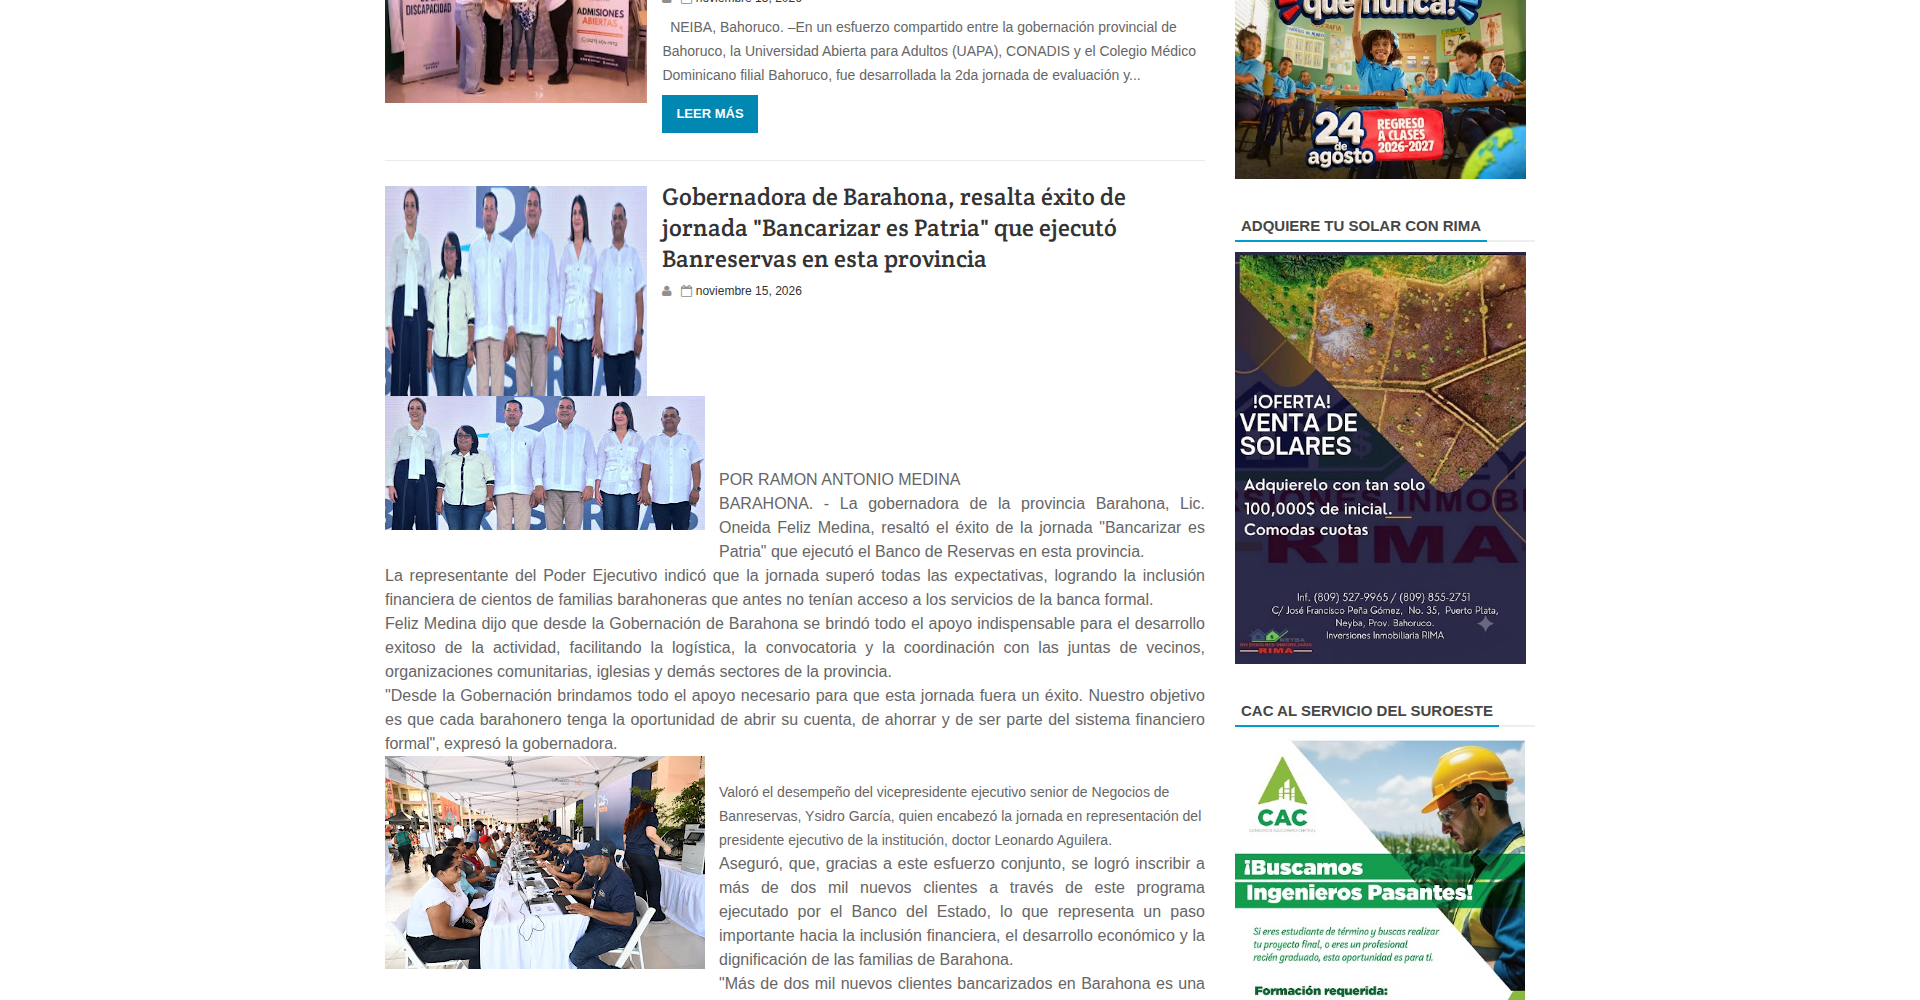 DISCAPACIDAD
ADMISIONES
ABIERTAS
noviembre 15, 2026
NEIBA, Bahoruco. –En un esfuerzo compartido entre la gobernación provincial de
Bahoruco, la Universidad Abierta para Adultos (UAPA), CONADIS y el Colegio Médico
Dominicano filial Bahoruco, fue desarrollada la 2da jornada de evaluación y...
LEER MÁS
Gobernadora de Barahona, resalta éxito de
jornada "Bancarizar es Patria" que ejecutó
Banreservas en esta provincia
noviembre 15, 2026
POR RAMON ANTONIO MEDINA
BARAHONA. - La gobernadora de la provincia Barahona, Lic.
Oneida Feliz Medina, resaltó el éxito de la jornada "Bancarizar es
Patria" que ejecutó el Banco de Reservas en esta provincia.
La representante del Poder Ejecutivo indicó que la jornada superó todas las expectativas, logrando la inclusión
financiera de cientos de familias barahoneras que antes no tenían acceso a los servicios de la banca formal.
Feliz Medina dijo que desde la Gobernación de Barahona se brindó todo el apoyo indispensable para el desarrollo
exitoso de la actividad, facilitando la logística, la convocatoria y la coordinación con las juntas de vecinos,
organizaciones comunitarias, iglesias y demás sectores de la provincia.
"Desde la Gobernación brindamos todo el apoyo necesario para que esta jornada fuera un éxito. Nuestro objetivo
es que cada barahonero tenga la oportunidad de abrir su cuenta, de ahorrar y de ser parte del sistema financiero
formal", expresó la gobernadora.
Valoró el desempeño del vicepresidente ejecutivo senior de Negocios de
Banreservas, Ysidro García, quien encabezó la jornada en representación del
presidente ejecutivo de la institución, doctor Leonardo Aguilera.
Aseguró, que, gracias a este esfuerzo conjunto, se logró inscribir a
más de dos mil nuevos clientes a través de este programa
ejecutado por el Banco del Estado, lo que representa un paso
importante hacia la inclusión financiera, el desarrollo económico y la
dignificación de las familias de Barahona.
"Más de dos mil nuevos clientes bancarizados en Barahona es una
que nunca!
24
de
agosto
REGRESO
A CLASES
2026-2027
ADQUIERE TU SOLAR CON RIMA
!OFERTA!
VENTA DE
SOLARES
Adquierelo con tan solo
100,000$ de inicial.
Comodas cuotas
RIMA
Inf. (809) 527-9965 / (809) 855-2751
C/ José Francisco Peña Gómez, No. 35, Puerto Plata,
Neyba, Prov. Bahoruco.
Inversiones Inmobiliaria RIMA
RIMA
CAC AL SERVICIO DEL SUROESTE
CAC
¡Buscamos
Ingenieros Pasantes!
Si eres estudiante de término y buscas realizar
tu proyecto final, o eres un profesional
recién graduado, esta oportunidad es para ti.
Formación requerida: